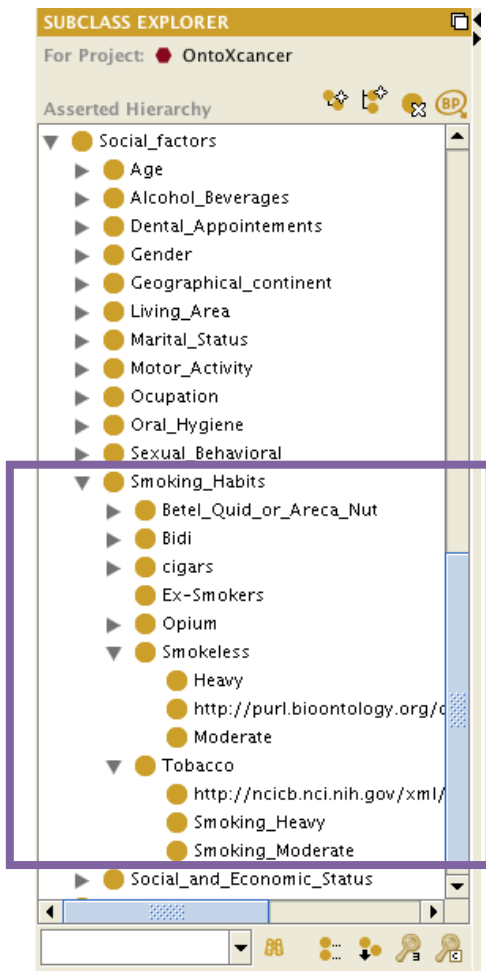 SUBCLASS EXPLORER
For Project: OntoXcancer
Asserted Hierarchy
BP
Social_factors
Age
Alcohol_Beverages
Dental_Appointements
Gender
Geographical_continent
Living_Area
Marital_Status
Motor_Activity
Ocupation
Oral_Hygiene
Sexual_Behavioral
Smoking_Habits
Betel_Quid_or_Areca_Nut
Bidi
cigars
Ex-Smokers
Opium
Smokeless
Heavy
http://purl.bioontology.org/o
Moderate
Tobacco
http://ncicb.nci.nih.gov/xml/
Smoking_Heavy
Smoking_Moderate
Social_and_Economic_Status